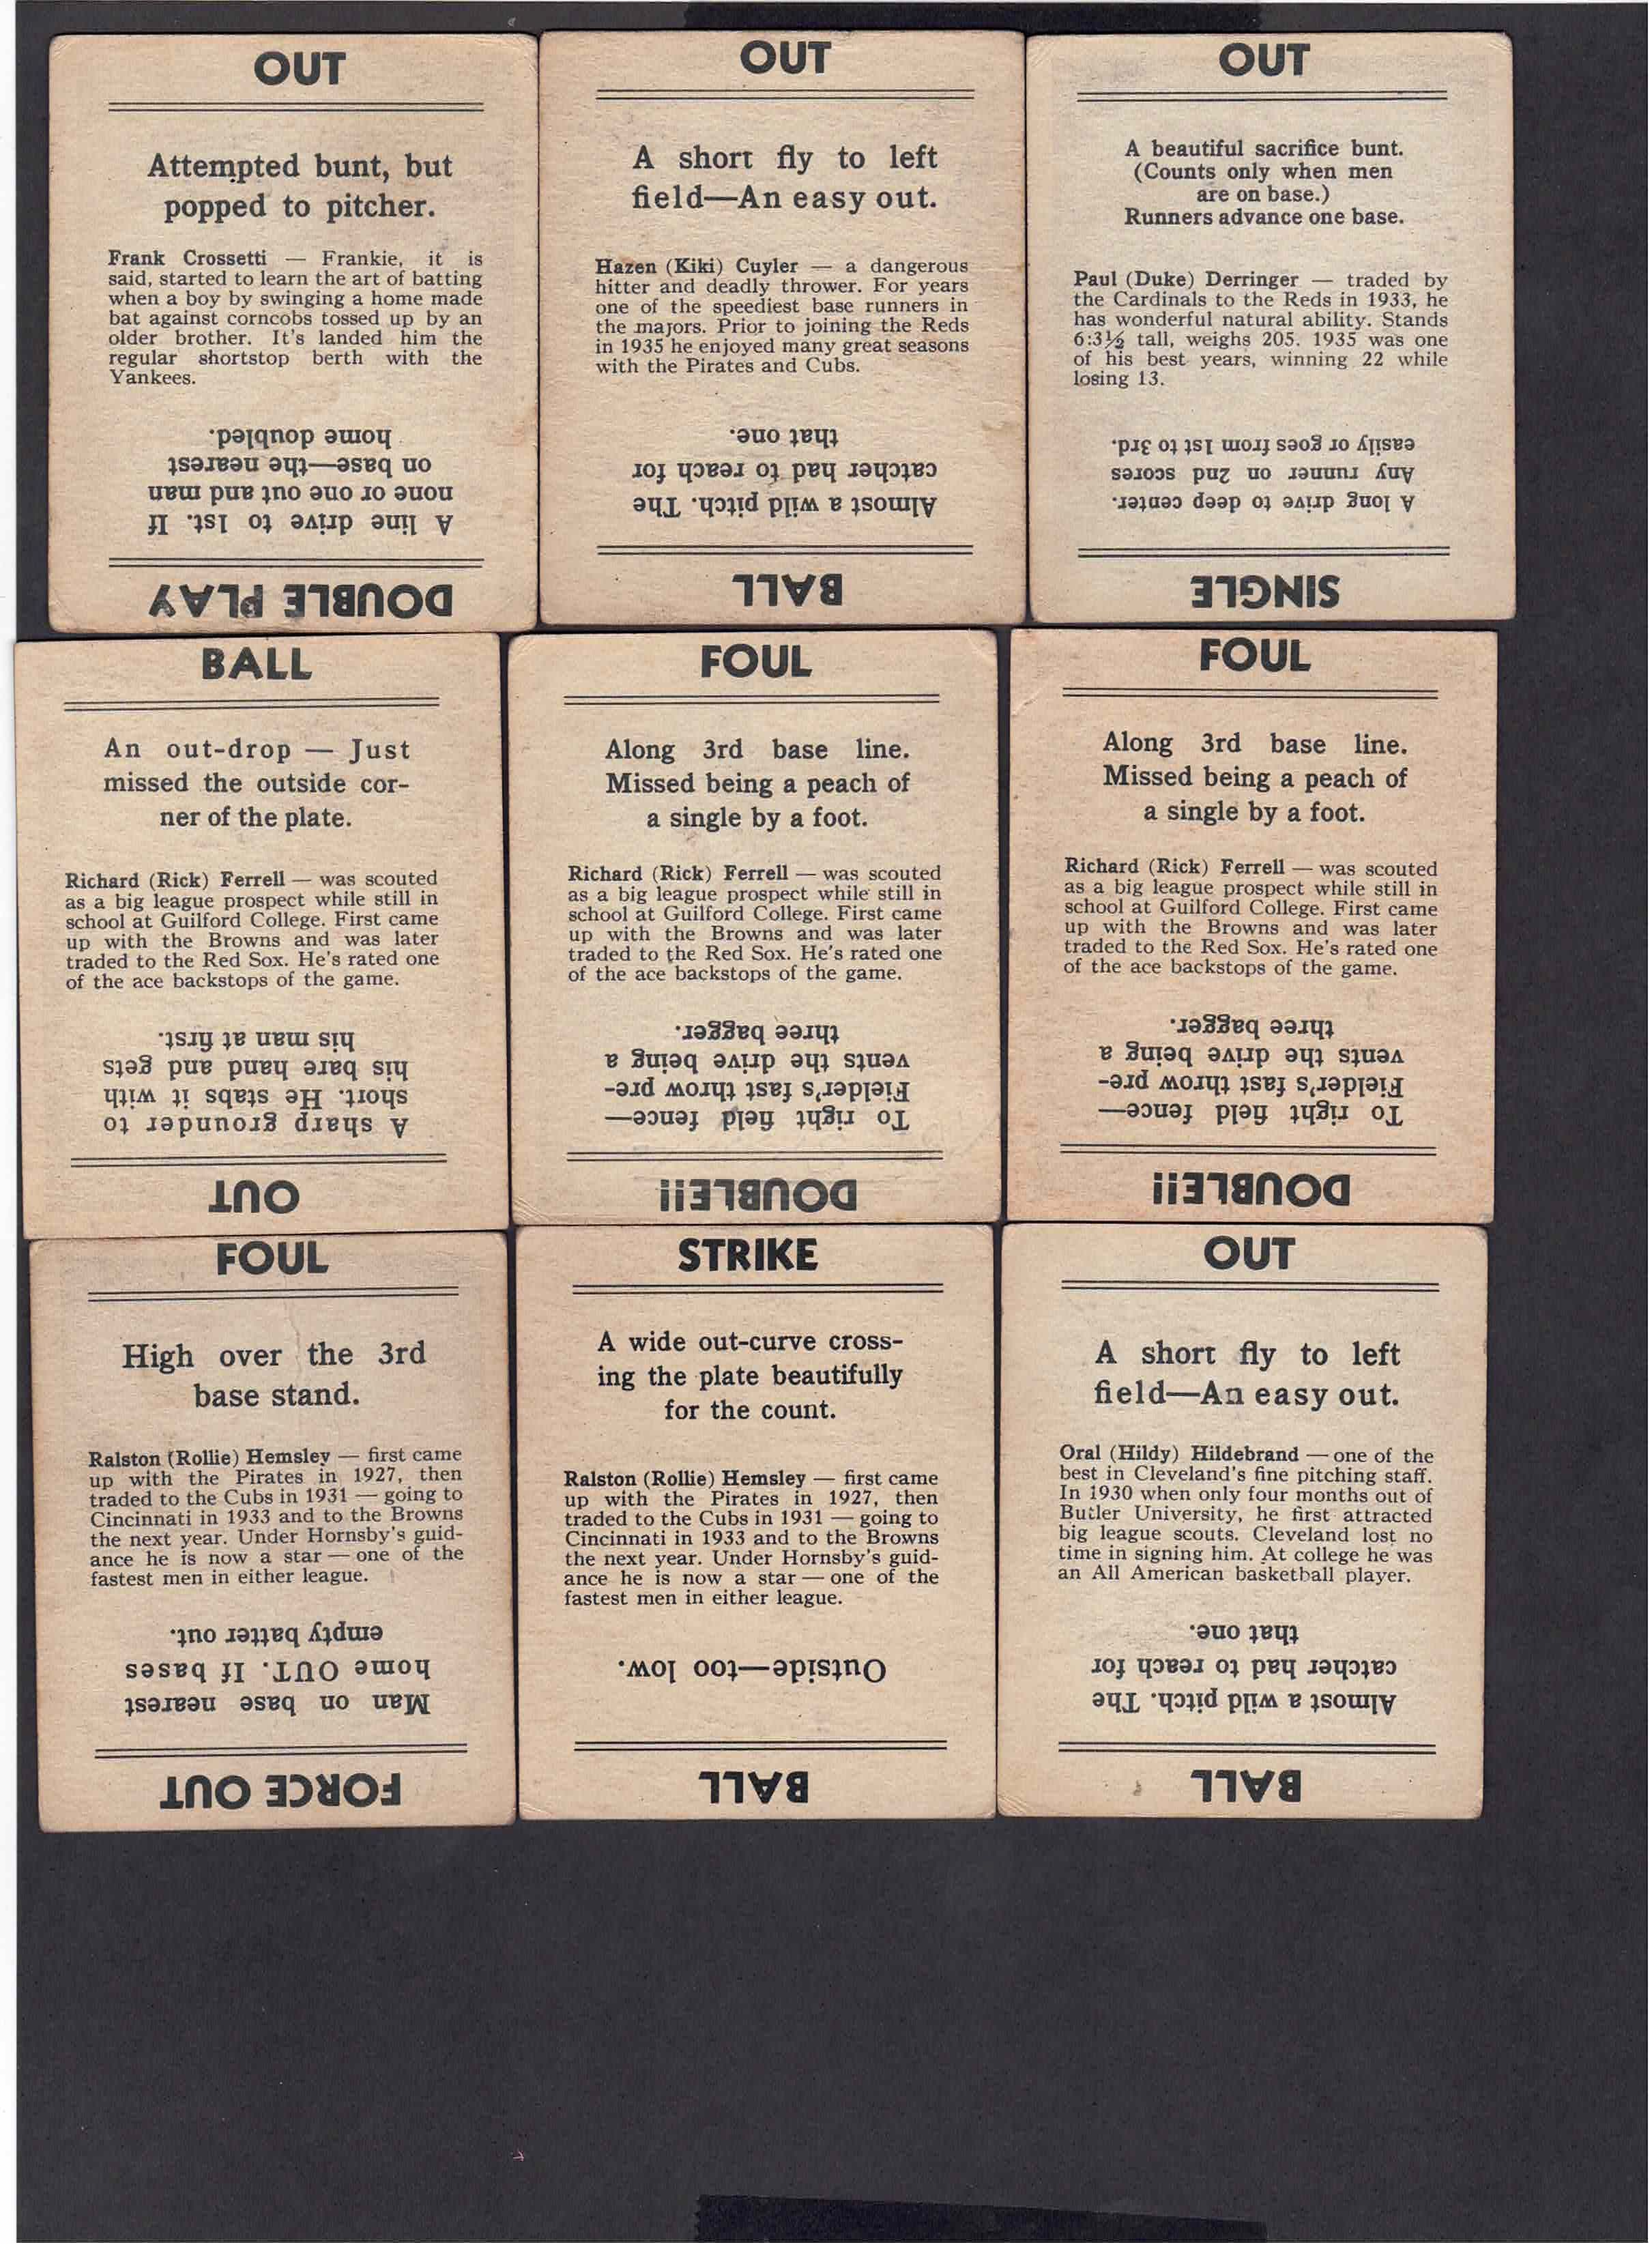 OUT
Attempted bunt, but
popped to pitcher.
Frank Crossetti — Frankie, it is
said, started to learn the art of batting
when a boy by swinging a home made
bat against corncobs tossed up by an
older brother. It's landed him the
regular shortstop berth with the
Yankees.
DOUBLE PLAY
A line drive to 1st. If
none or one out and man
on base—the nearest
home doubled.
OUT
A short fly to left
field—An easy out.
Hazen (Kiki) Cuyler — a dangerous
hitter and deadly thrower. For years
one of the speediest base runners in
the majors. Prior to joining the Reds
in 1935 he enjoyed many great seasons
with the Pirates and Cubs.
BALL
Almost a wild pitch. The
catcher had to reach for
that one.
OUT
A beautiful sacrifice bunt.
(Counts only when men
are on base.)
Runners advance one base.
Paul (Duke) Derringer — traded by
the Cardinals to the Reds in 1933, he
has wonderful natural ability. Stands
6:3½ tall, weighs 205. 1935 was one
of his best years, winning 22 while
losing 13.
SINGLE
A long drive to deep center.
Any runner on 2nd scores
easily or goes from 1st to 3rd.
BALL
An out-drop — Just
missed the outside cor-
ner of the plate.
Richard (Rick) Ferrell — was scouted
as a big league prospect while still in
school at Guilford College. First came
up with the Browns and was later
traded to the Red Sox. He's rated one
of the ace backstops of the game.
OUT
A sharp grounder to
short. He stabs it with
his bare hand and gets
his man at first.
FOUL
Along 3rd base line.
Missed being a peach of
a single by a foot.
Richard (Rick) Ferrell — was scouted
as a big league prospect while still in
school at Guilford College. First came
up with the Browns and was later
traded to the Red Sox. He's rated one
of the ace backstops of the game.
DOUBLE!!
To right field fence—
Fielder's fast throw pre-
vents the drive being a
three bagger.
FOUL
Along 3rd base line.
Missed being a peach of
a single by a foot.
Richard (Rick) Ferrell — was scouted
as a big league prospect while still in
school at Guilford College. First came
up with the Browns and was later
traded to the Red Sox. He's rated one
of the ace backstops of the game.
DOUBLE!!
To right field fence—
Fielder's fast throw pre-
vents the drive being a
three bagger.
FOUL
High over the 3rd
base stand.
Ralston (Rollie) Hemsley — first came
up with the Pirates in 1927, then
traded to the Cubs in 1931 — going to
Cincinnati in 1933 and to the Browns
the next year. Under Hornsby's guid-
ance he is now a star — one of the
fastest men in either league.
FORCE OUT
Man on base nearest
home OUT. If bases
empty batter out.
STRIKE
A wide out-curve cross-
ing the plate beautifully
for the count.
Ralston (Rollie) Hemsley — first came
up with the Pirates in 1927, then
traded to the Cubs in 1931 — going to
Cincinnati in 1933 and to the Browns
the next year. Under Hornsby's guid-
ance he is now a star — one of the
fastest men in either league.
BALL
Outside—too low.
OUT
A short fly to left
field—An easy out.
Oral (Hildy) Hildebrand — one of the
best in Cleveland's fine pitching staff.
In 1930 when only four months out of
Butler University, he first attracted
big league scouts. Cleveland lost no
time in signing him. At college he was
an All American basketball player.
BALL
Almost a wild pitch. The
catcher had to reach for
that one.